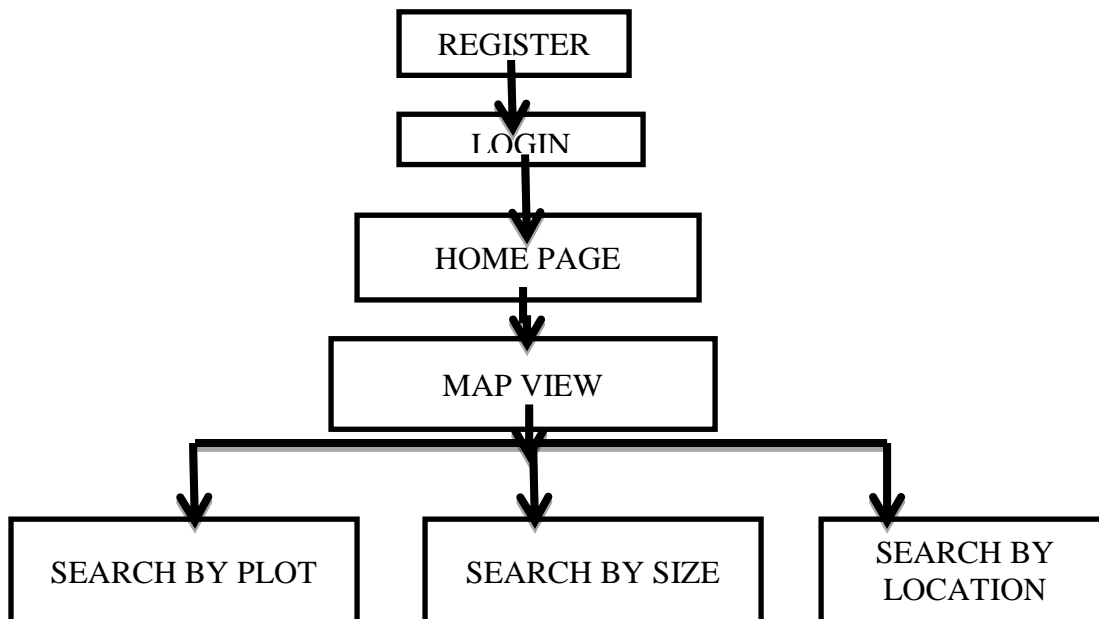 REGISTER
LOGIN
HOME PAGE
MAP VIEW
SEARCH BY PLOT
SEARCH BY SIZE
SEARCH BY
LOCATION